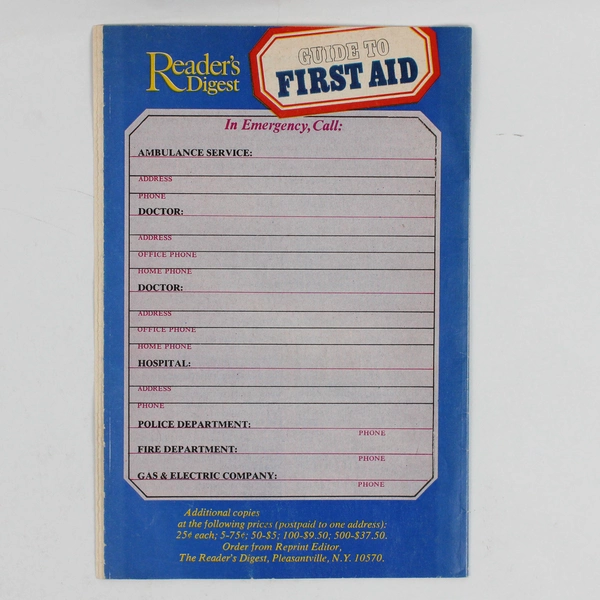 Reader's
Digest
GUIDE TO
FIRST AID
In Emergency, Call:
AMBULANCE SERVICE:
ADDRESS
PHONE
DOCTOR:
ADDRESS
OFFICE PHONE
HOME PHONE
DOCTOR:
ADDRESS
OFFICE PHONE
HOME PHONE
HOSPITAL:
ADDRESS
PHONE
POLICE DEPARTMENT:
PHONE
FIRE DEPARTMENT:
PHONE
GAS & ELECTRIC COMPANY:
PHONE
Additional copies
at the following prices (postpaid to one address):
25¢ each; 5-75¢; 50-$5; 100-$9.50; 500-$37.50.
Order from Reprint Editor,
The Reader's Digest, Pleasantville, N.Y. 10570.